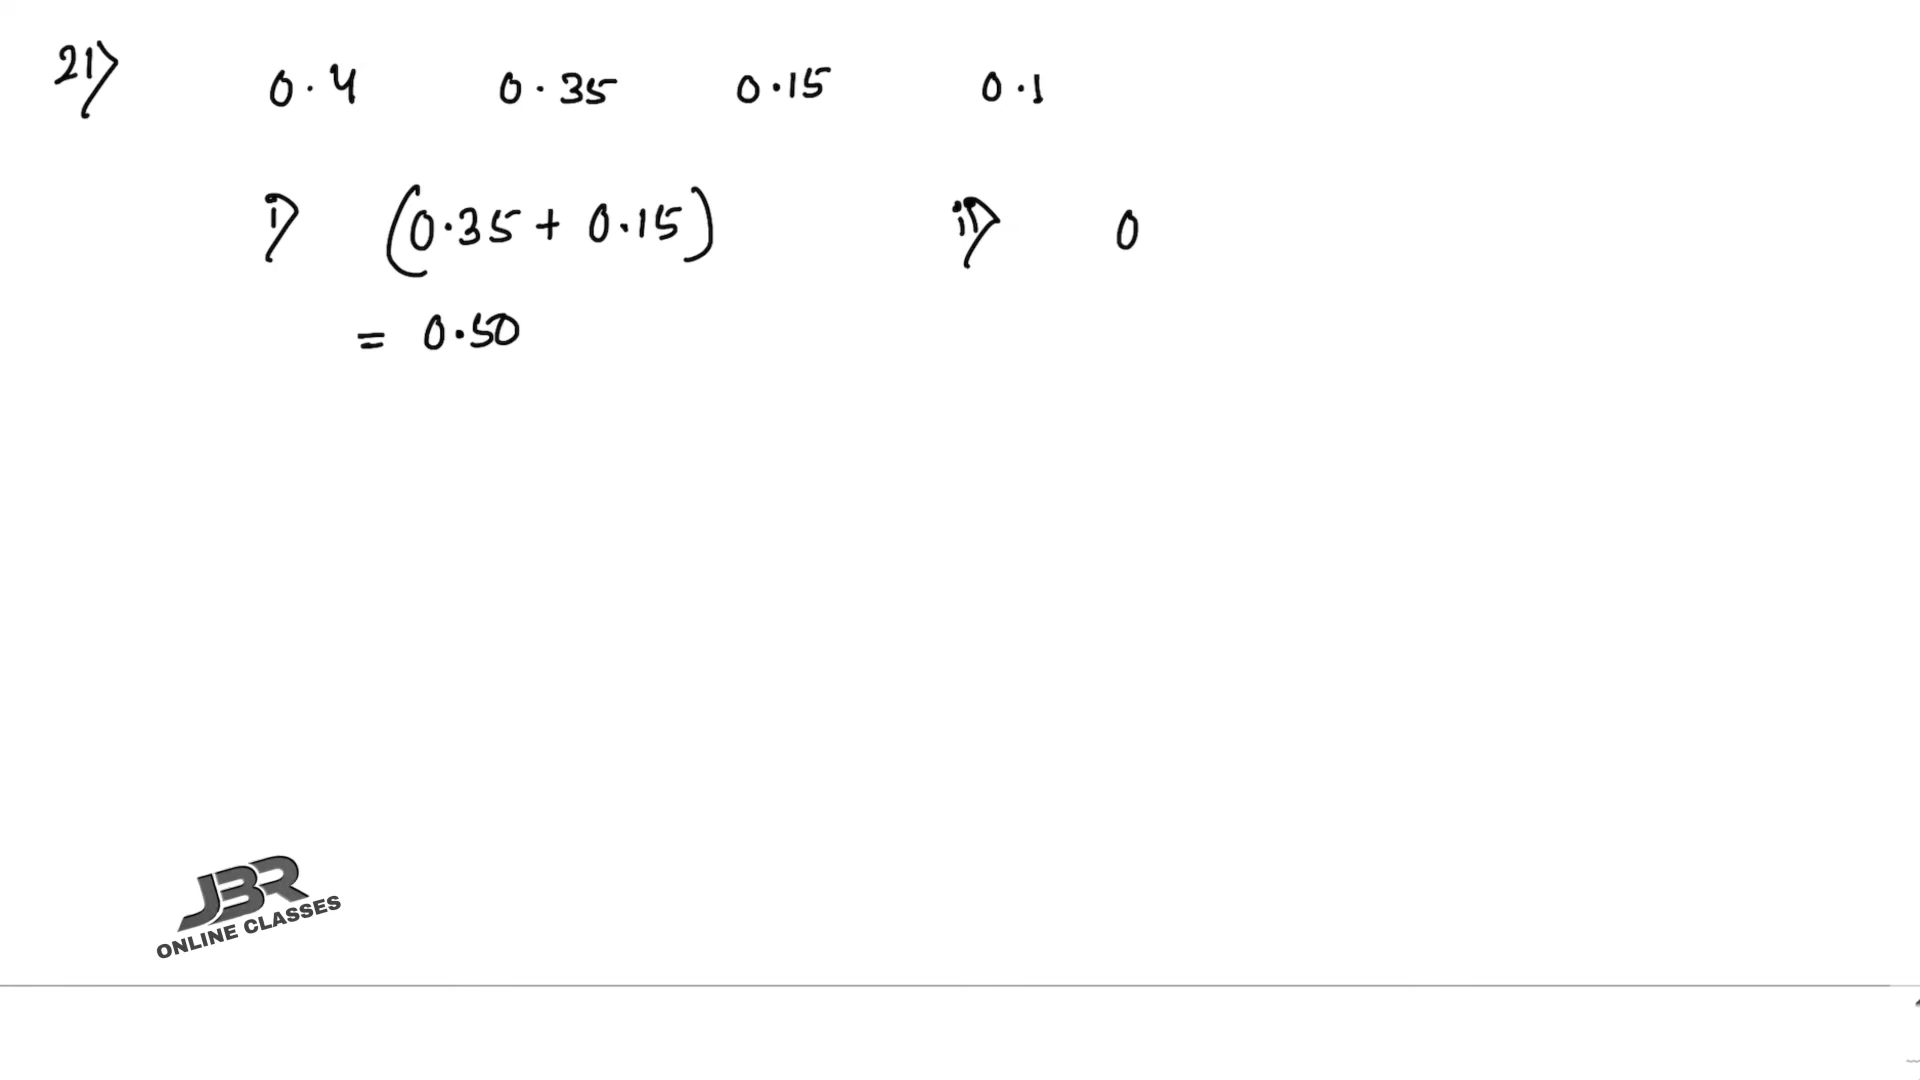 21) 0.4 0.35 0.15 0.1
i) (0.35 + 0.15) ii) 0
= 0.50
JBR
ONLINE CLASSES